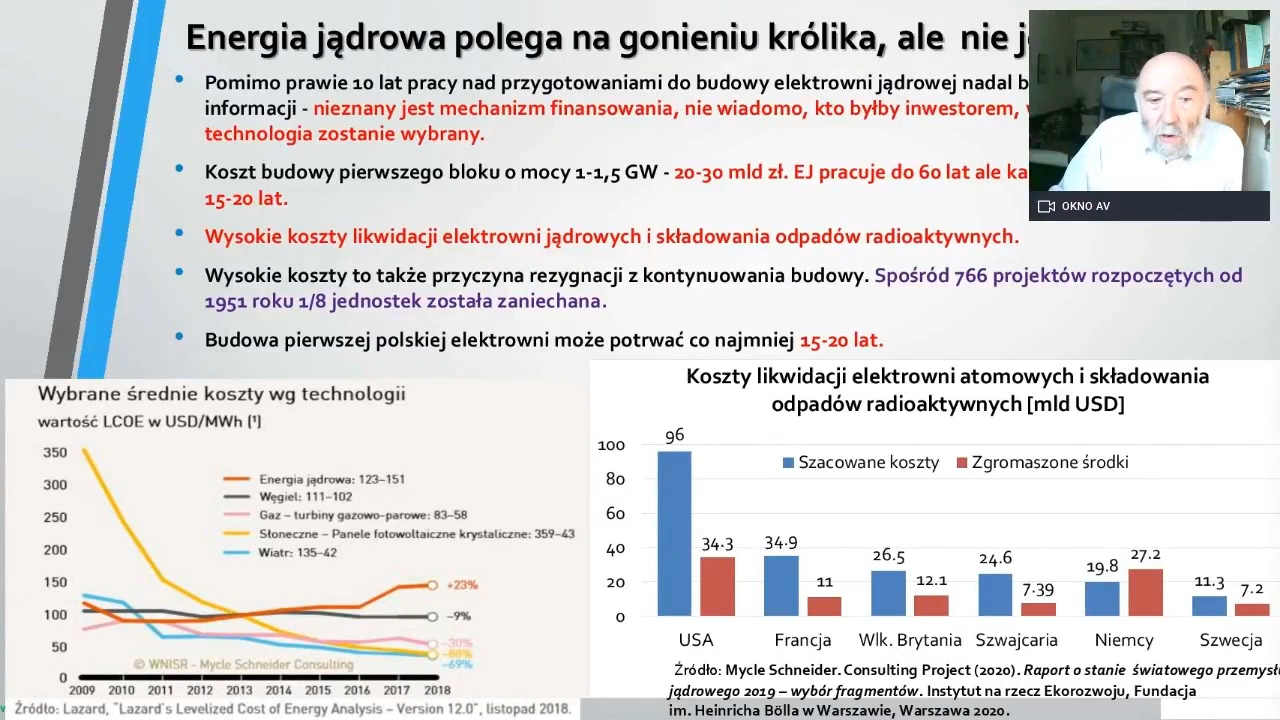 Energia jądrowa polega na gonieniu królika, ale nie
Pomimo prawie 10 lat pracy nad przygotowaniami do budowy elektrowni jądrowej nadal
informacji - nieznany jest mechanizm finansowania, nie wiadomo, kto byłby inwestorem,
technologia zostanie wybrany.
Koszt budowy pierwszego bloku o mocy 1-1,5 GW - 20-30 mld zł. EJ pracuje do 60 lat ale
15-20 lat.
Wysokie koszty likwidacji elektrowni jądrowych i składowania odpadów radioaktywnych.
Wysokie koszty to także przyczyna rezygnacji z kontynuowania budowy. Spośród 766 projektów rozpoczętych od
1951 roku 1/8 jednostek została zaniechana.
Budowa pierwszej polskiej elektrowni może potrwać co najmniej 15-20 lat.
OKNO AV
Wybrane średnie koszty wg technologii
wartość LCOE w USD/MWh [¹]
350
300
250
200
150
100
50
0
Energia jądrowa: 123–151
Węgiel: 111–102
Gaz – turbiny gazowo-parowe: 83–58
Słoneczne – Panele fotowoltaiczne krystaliczne: 359–43
Wiatr: 135–42
+23%
–9%
–30%
–88%
–69%
© WNISR - Mycle Schneider Consulting
2009 2010 2011 2012 2013 2014 2015 2016 2017 2018
Źródło: Lazard, "Lazard's Levelized Cost of Energy Analysis – Version 12.0", listopad 2018.
Koszty likwidacji elektrowni atomowych i składowania
odpadów radioaktywnych [mld USD]
Szacowane koszty Zgromaszone środki
100
80
60
40
20
0
96 34.3 34.9 11 26.5 12.1 24.6 7.39 19.8 27.2 11.3 7.2
USA Francja Wlk. Brytania Szwajcaria Niemcy Szwecja
Źródło: Mycle Schneider. Consulting Project (2020). Raport o stanie światowego
jądrowego 2019 – wybór fragmentów. Instytut na rzecz Ekorozwoju, Fundacja
im. Heinricha Bölla w Warszawie, Warszawa 2020.